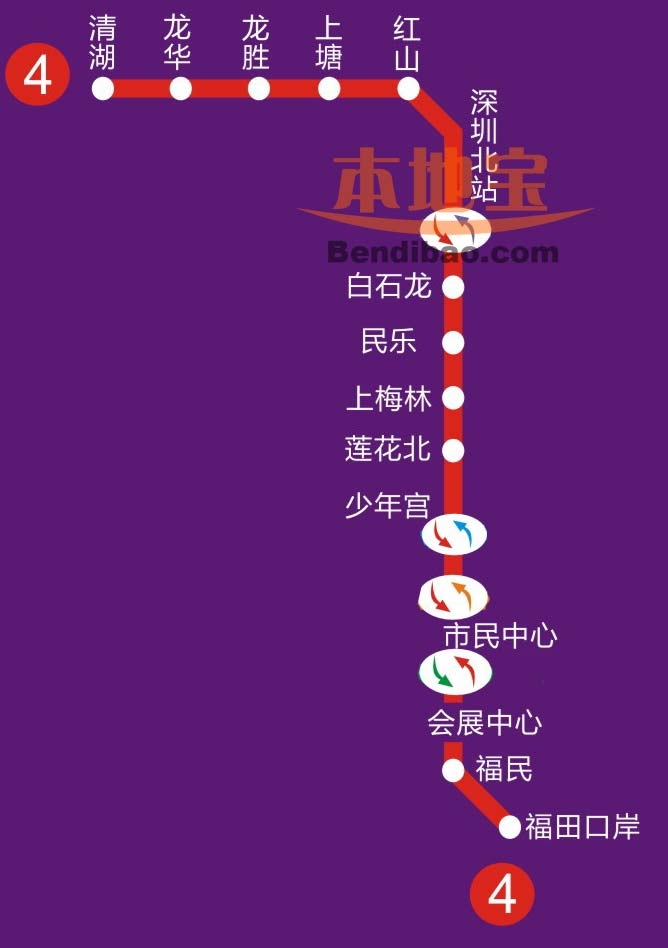 4
清湖
龙华
龙胜
上塘
红山
深圳北站
本地宝
Bendibao.com
白石龙
民乐
上梅林
莲花北
少年宫
市民中心
会展中心
福民
福田口岸
4